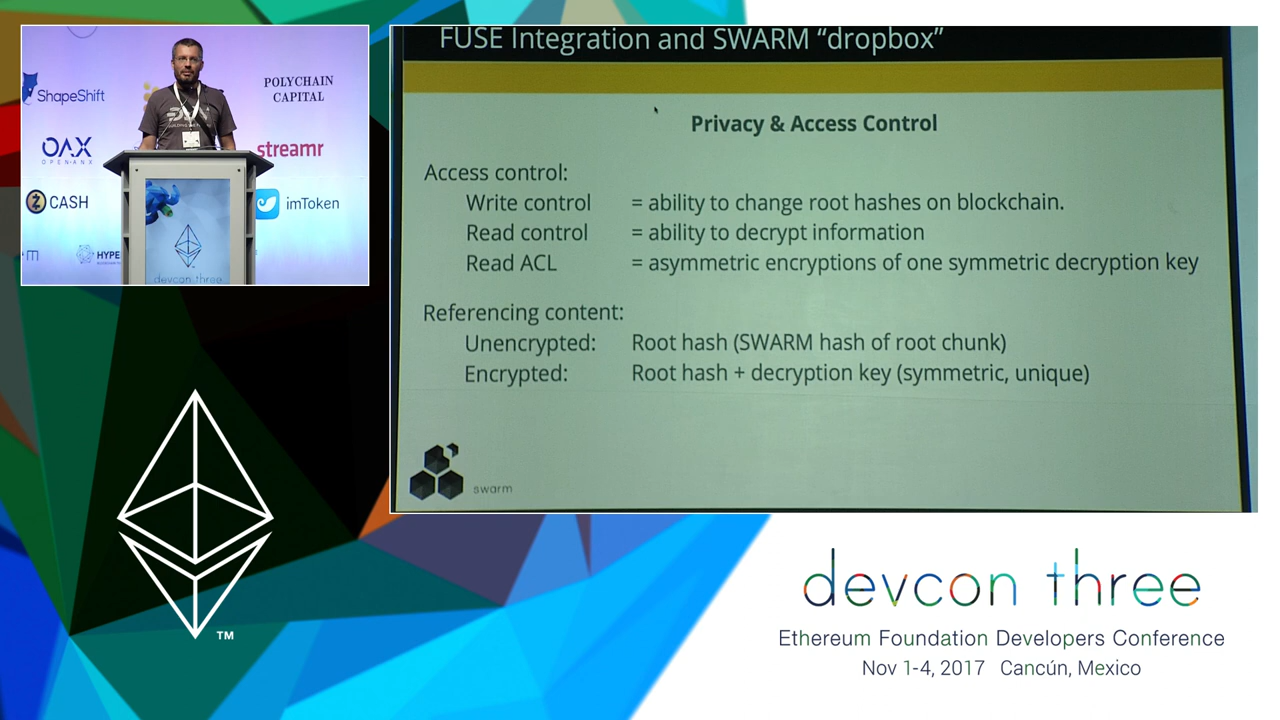 FUSE Integration and SWARM “dropbox”
Privacy & Access Control
Access control:
Write control = ability to change root hashes on blockchain.
Read control = ability to decrypt information
Read ACL = asymmetric encryptions of one symmetric decryption key
Referencing content:
Unencrypted: Root hash (SWARM hash of root chunk)
Encrypted: Root hash + decryption key (symmetric, unique)
swarm
ShapeShift
POLYCHAIN
CAPITAL
OAX
OPENANX
streamr
CASH
imToken
HYPE
devcon three
TM
devcon three
Ethereum Foundation Developers Conference
Nov 1-4, 2017 Cancún, Mexico